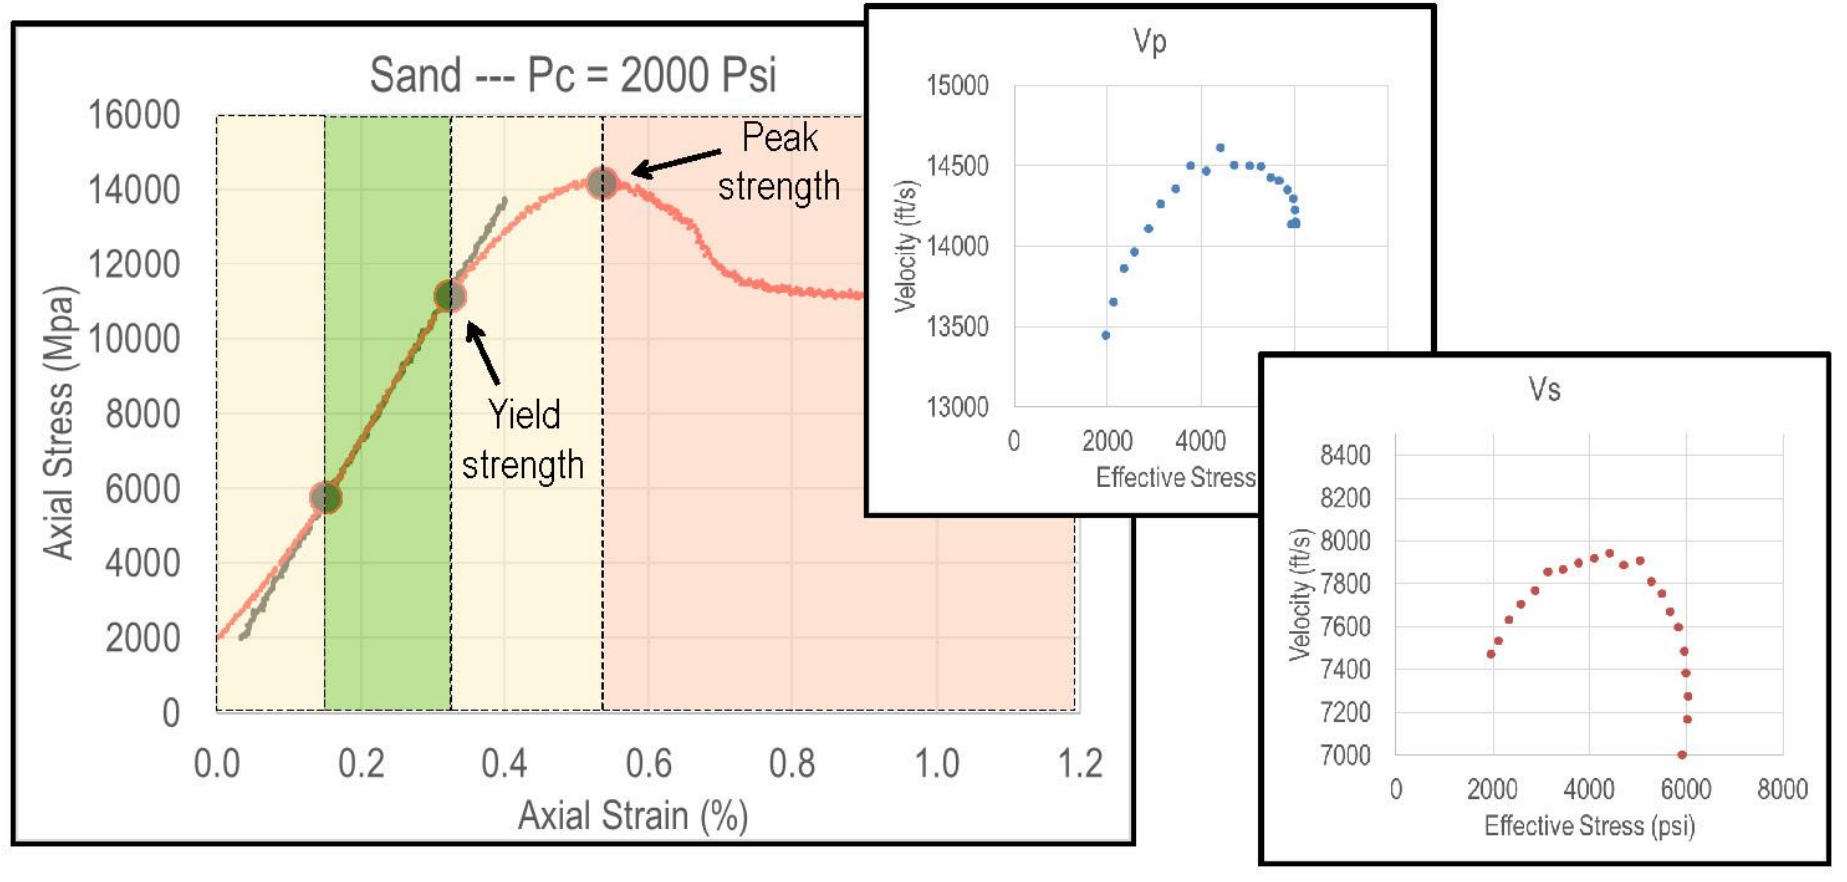 Sand --- Pc = 2000 Psi
16000
14000
12000
10000
8000
6000
4000
2000
0
Axial Stress (Mpa)
Peak
strength
Yield
strength
0.0 0.2 0.4 0.6 0.8 1.0 1.2
Axial Strain (%)
Vp
15000
14500
14000
13500
13000
Velocity (ft/s)
0 2000 4000
Effective Stress
Vs
8400
8200
8000
7800
7600
7400
7200
7000
Velocity (ft/s)
0 2000 4000 6000 8000
Effective Stress (psi)